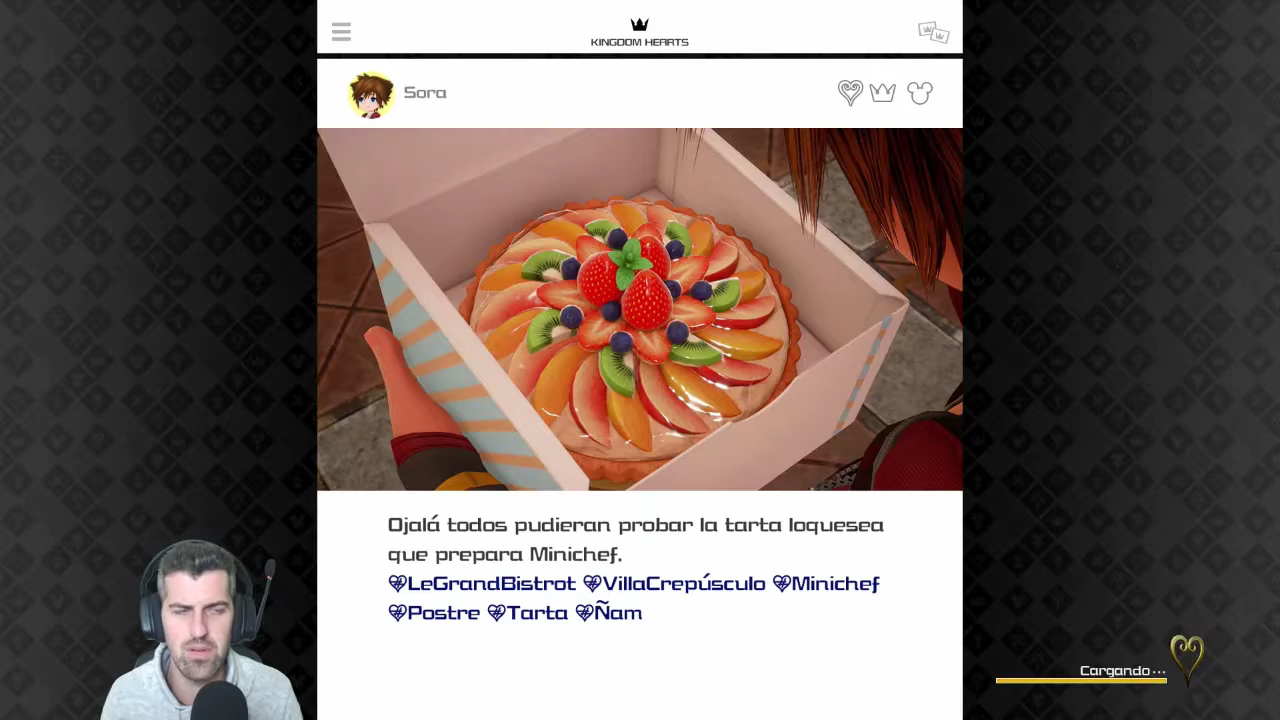 KINGDOM HEARTS
Sora
Ojalá todos pudieran probar la tarta loquesea
que prepara Minichef.
LeGrandBistrot VillaCrepúsculo Minichef
Postre Tarta Ñam
Cargando...